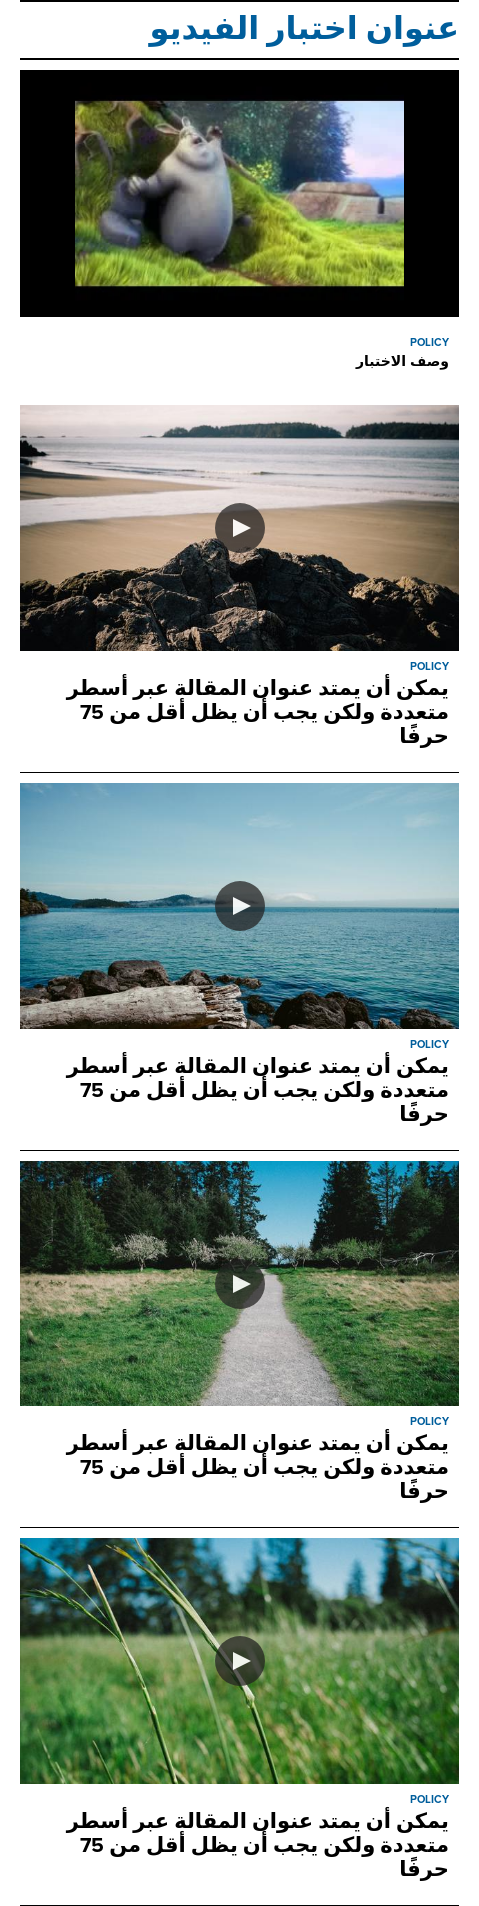 عنوان اختبار الفيديو
POLICY
وصف الاختبار
POLICY
يمكن أن يمتد عنوان المقالة عبر أسطر
متعددة ولكن يجب أن يظل أقل من 75
حرفًا
POLICY
يمكن أن يمتد عنوان المقالة عبر أسطر
متعددة ولكن يجب أن يظل أقل من 75
حرفًا
POLICY
يمكن أن يمتد عنوان المقالة عبر أسطر
متعددة ولكن يجب أن يظل أقل من 75
حرفًا
POLICY
يمكن أن يمتد عنوان المقالة عبر أسطر
متعددة ولكن يجب أن يظل أقل من 75
حرفًا